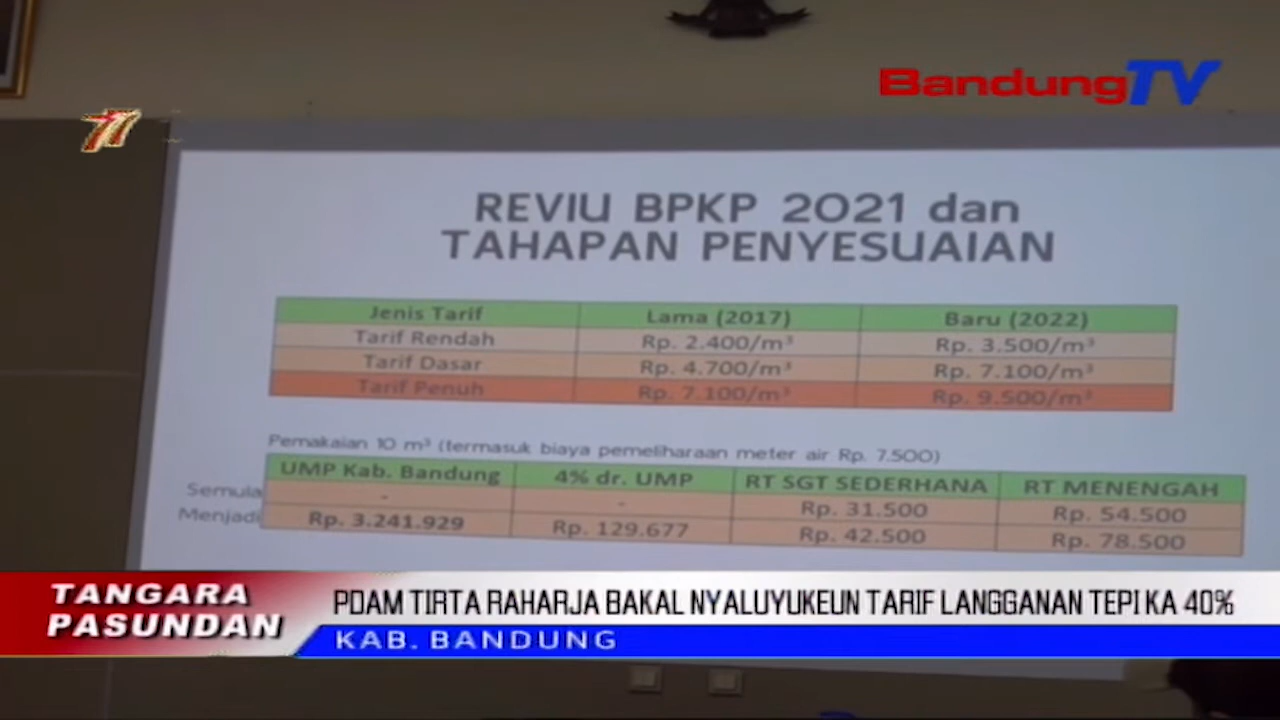 BandungTV
77
REVIU BPKP 2021 dan
TAHAPAN PENYESUAIAN
Jenis Tarif Lama (2017) Baru (2022)
Tarif Rendah Rp. 2.400/m³ Rp. 3.500/m³
Tarif Dasar Rp. 4.700/m³ Rp. 7.100/m³
Tarif Penuh Rp. 7.100/m³ Rp. 9.500/m³
Pemakaian 10 m³ (termasuk biaya pemeliharaan meter air Rp. 7.500)
UMP Kab. Bandung 4% dr. UMP RT SGT SEDERHANA RT MENENGAH
Semula - - Rp. 31.500 Rp. 54.500
Menjadi Rp. 3.241.929 Rp. 129.677 Rp. 42.500 Rp. 78.500
TANGARA
PASUNDAN
PDAM TIRTA RAHARJA BAKAL NYALUYUKEUN TARIF LANGGANAN TEPI KA 40%
KAB. BANDUNG